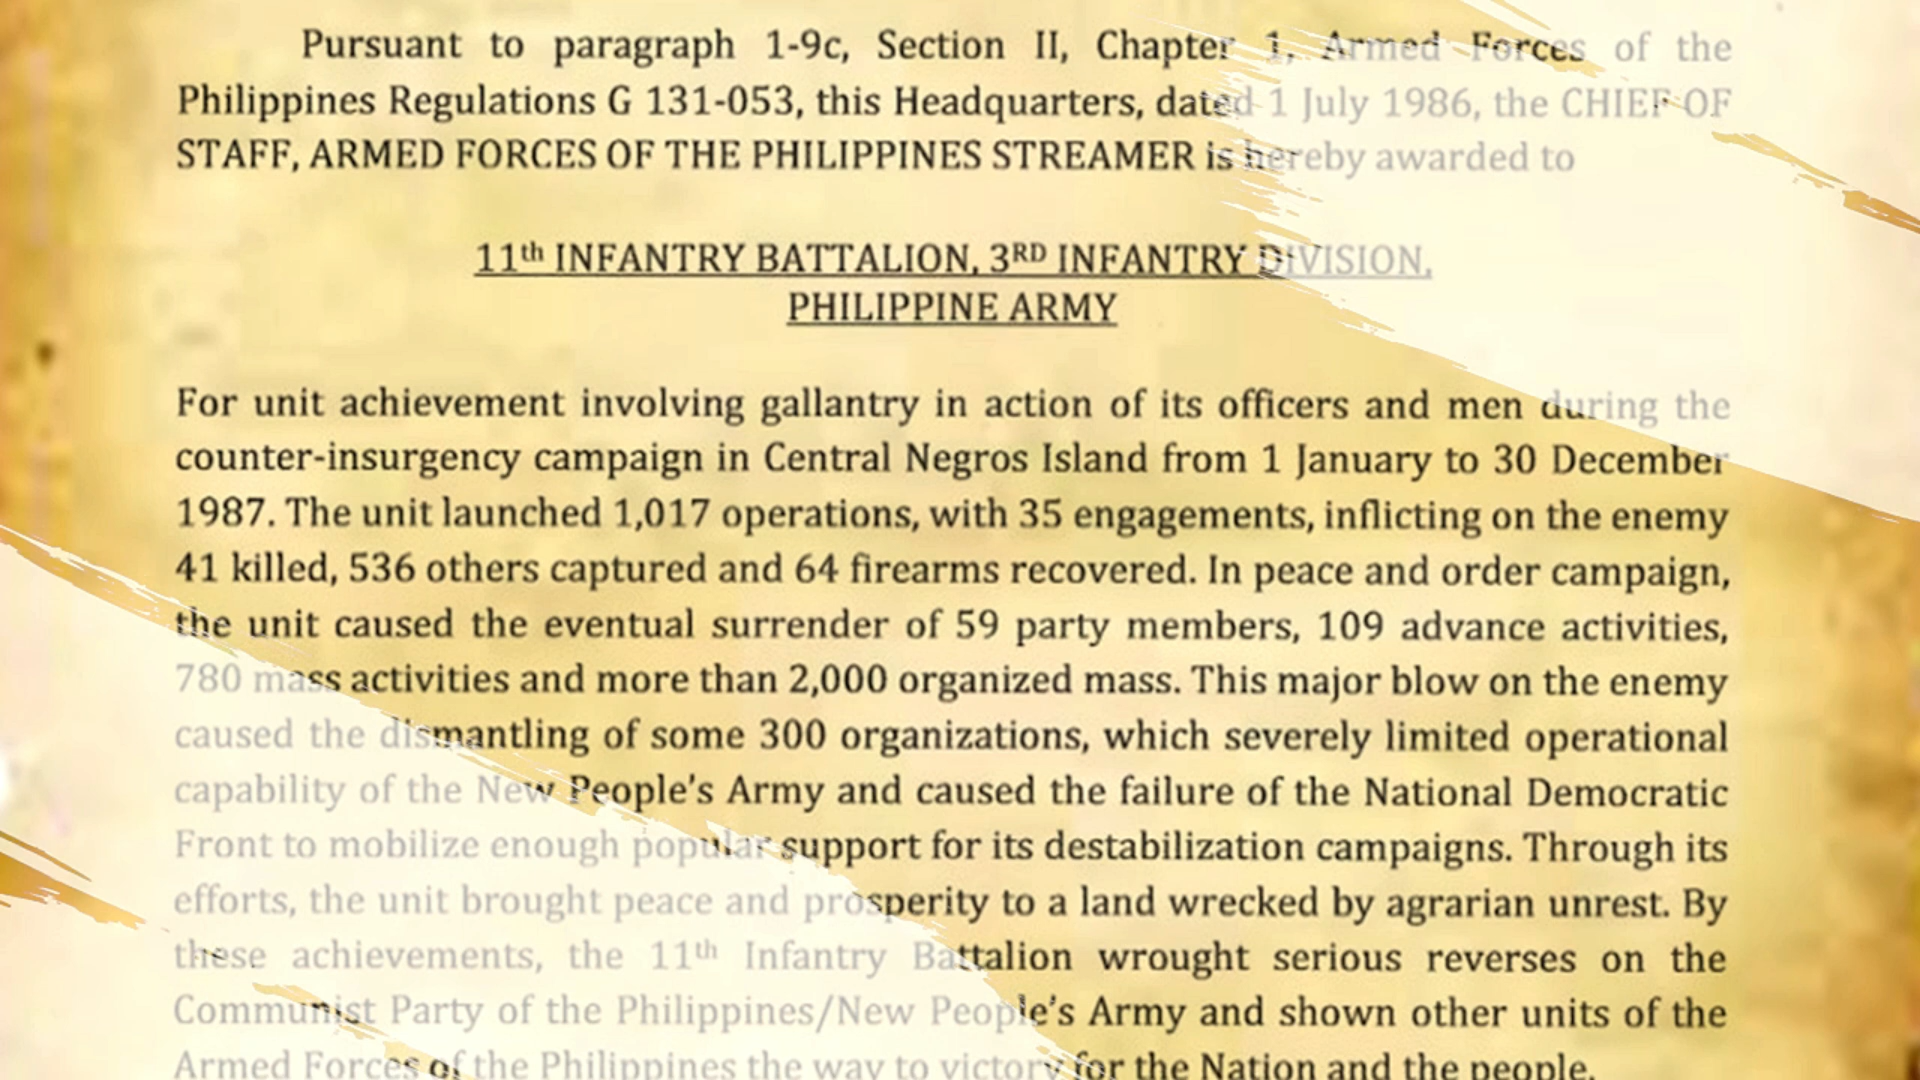 Pursuant to paragraph 1-9c, Section II, Chapter 1, Armed Forces of the
Philippines Regulations G 131-053, this Headquarters, dated 1 July 1986, the CHIEF OF
STAFF, ARMED FORCES OF THE PHILIPPINES STREAMER is hereby awarded to
11th INFANTRY BATTALION, 3RD INFANTRY DIVISION,
PHILIPPINE ARMY
For unit achievement involving gallantry in action of its officers and men during the
counter-insurgency campaign in Central Negros Island from 1 January to 30 December
1987. The unit launched 1,017 operations, with 35 engagements, inflicting on the enemy
41 killed, 536 others captured and 64 firearms recovered. In peace and order campaign,
the unit caused the eventual surrender of 59 party members, 109 advance activities,
780 mass activities and more than 2,000 organized mass. This major blow on the enemy
caused the dismantling of some 300 organizations, which severely limited operational
capability of the New People's Army and caused the failure of the National Democratic
Front to mobilize enough popular support for its destabilization campaigns. Through its
efforts, the unit brought peace and prosperity to a land wrecked by agrarian unrest. By
these achievements, the 11th Infantry Battalion wrought serious reverses on the
Communist Party of the Philippines/New People's Army and shown other units of the
Armed Forces of the Philippines the way to victory for the Nation and the people.